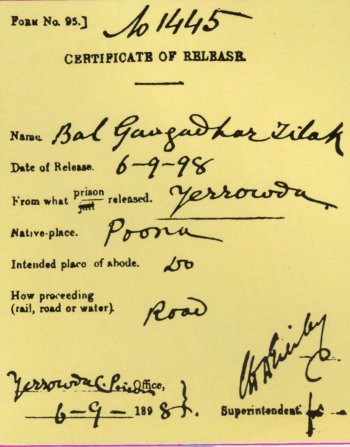 FORM No. 95.] No 1445
CERTIFICATE OF RELEASE.
Name. Bal Gangadhar Tilak
Date of Release. 6-9-98
From what prison jail released. Yerrowda
Native-place. Poona
Intended place of abode. Do
How proceeding
(rail, road or water). Road
Yerrowda C. Prison Office,
6-9-1898.
Superintendent.